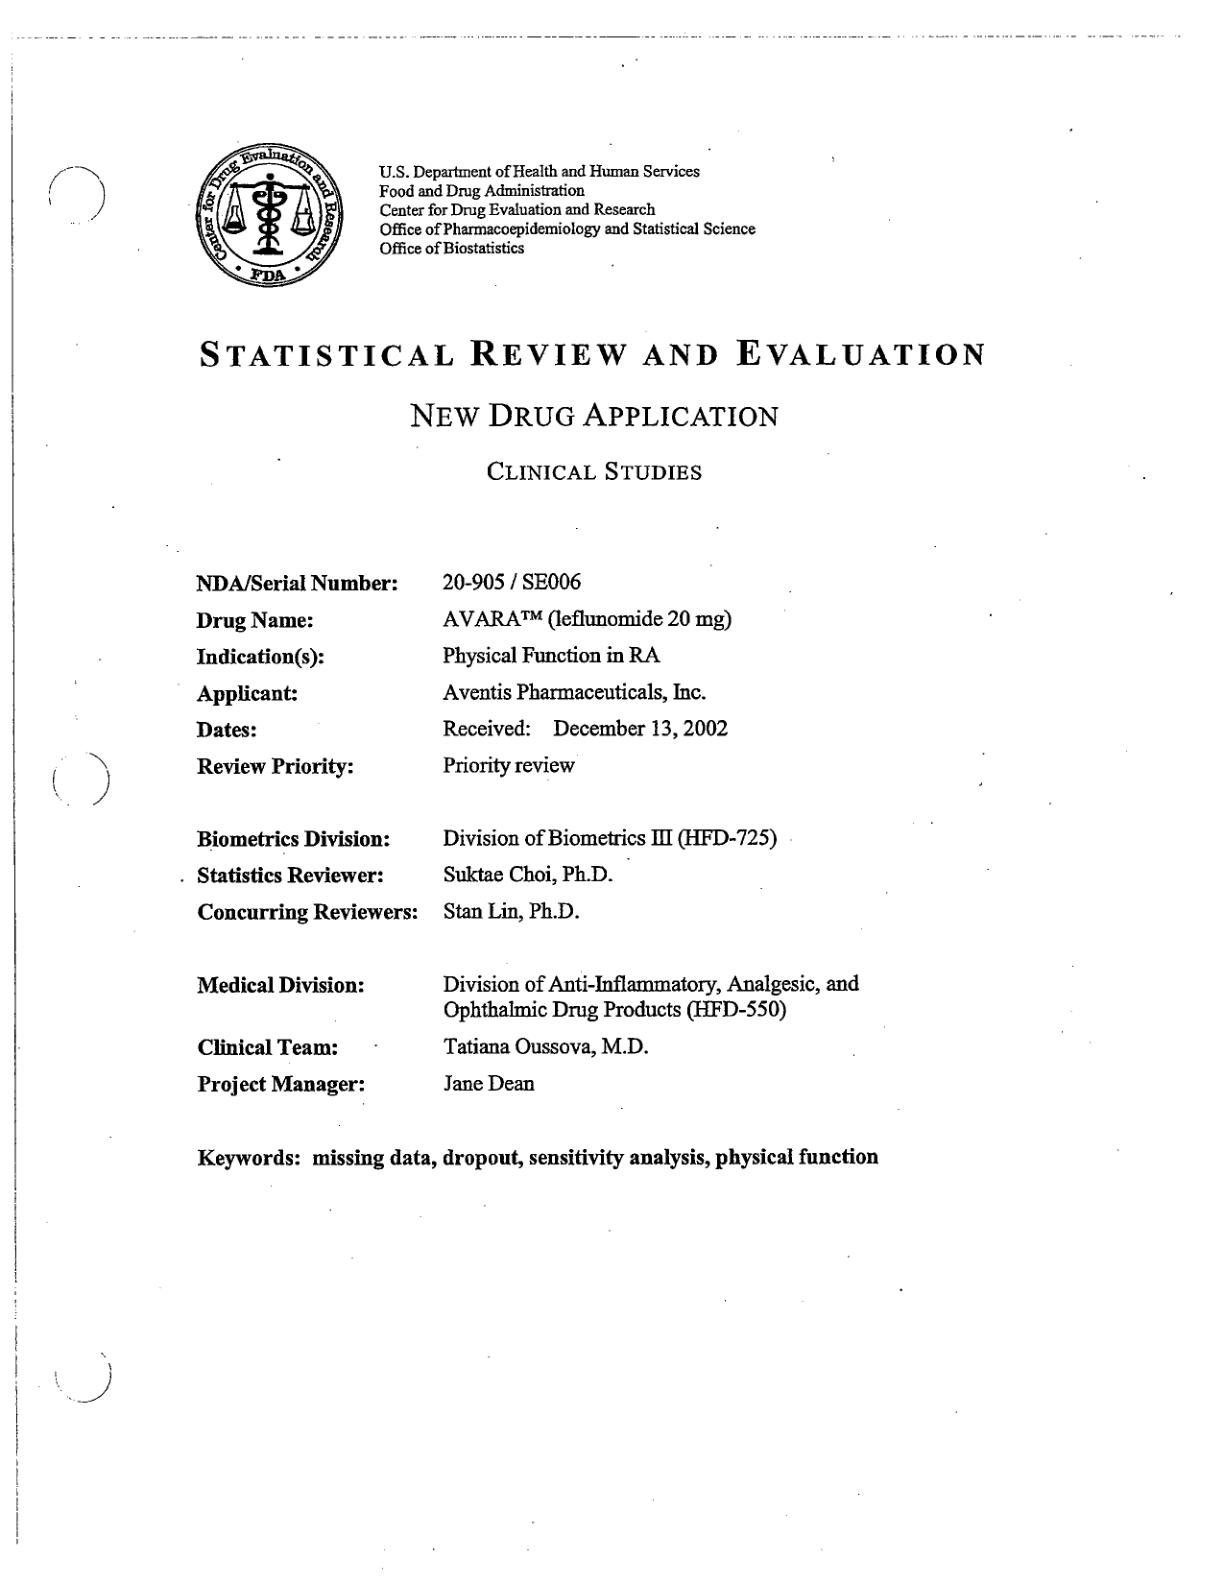 Center for Drug Evaluation and Research
FDA
U.S. Department of Health and Human Services
Food and Drug Administration
Center for Drug Evaluation and Research
Office of Pharmacoepidemiology and Statistical Science
Office of Biostatistics
STATISTICAL REVIEW AND EVALUATION
NEW DRUG APPLICATION
CLINICAL STUDIES
NDA/Serial Number: 20-905 / SE006
Drug Name: AVARA™ (leflunomide 20 mg)
Indication(s): Physical Function in RA
Applicant: Aventis Pharmaceuticals, Inc.
Dates: Received: December 13, 2002
Review Priority: Priority review
Biometrics Division: Division of Biometrics III (HFD-725)
Statistics Reviewer: Suktae Choi, Ph.D.
Concurring Reviewers: Stan Lin, Ph.D.
Medical Division: Division of Anti-Inflammatory, Analgesic, and
Ophthalmic Drug Products (HFD-550)
Clinical Team: Tatiana Oussova, M.D.
Project Manager: Jane Dean
Keywords: missing data, dropout, sensitivity analysis, physical function